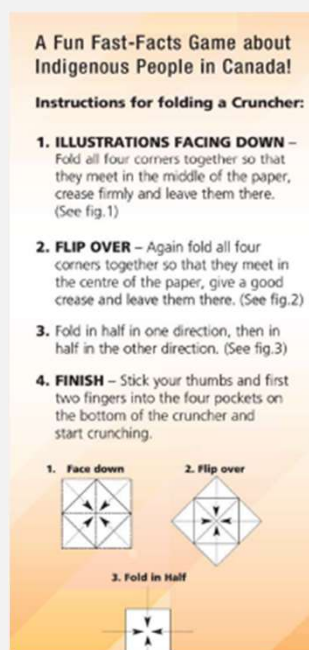 A Fun Fast-Facts Game about
Indigenous People in Canada!
Instructions for folding a Cruncher:
1. ILLUSTRATIONS FACING DOWN –
Fold all four corners together so that
they meet in the middle of the paper,
crease firmly and leave them there.
(See fig.1)
2. FLIP OVER – Again fold all four
corners together so that they meet in
the centre of the paper, give a good
crease and leave them there. (See fig.2)
3. Fold in half in one direction, then in
half in the other direction. (See fig.3)
4. FINISH – Stick your thumbs and first
two fingers into the four pockets on
the bottom of the cruncher and
start crunching.
1. Face down
2. Flip over
3. Fold in Half